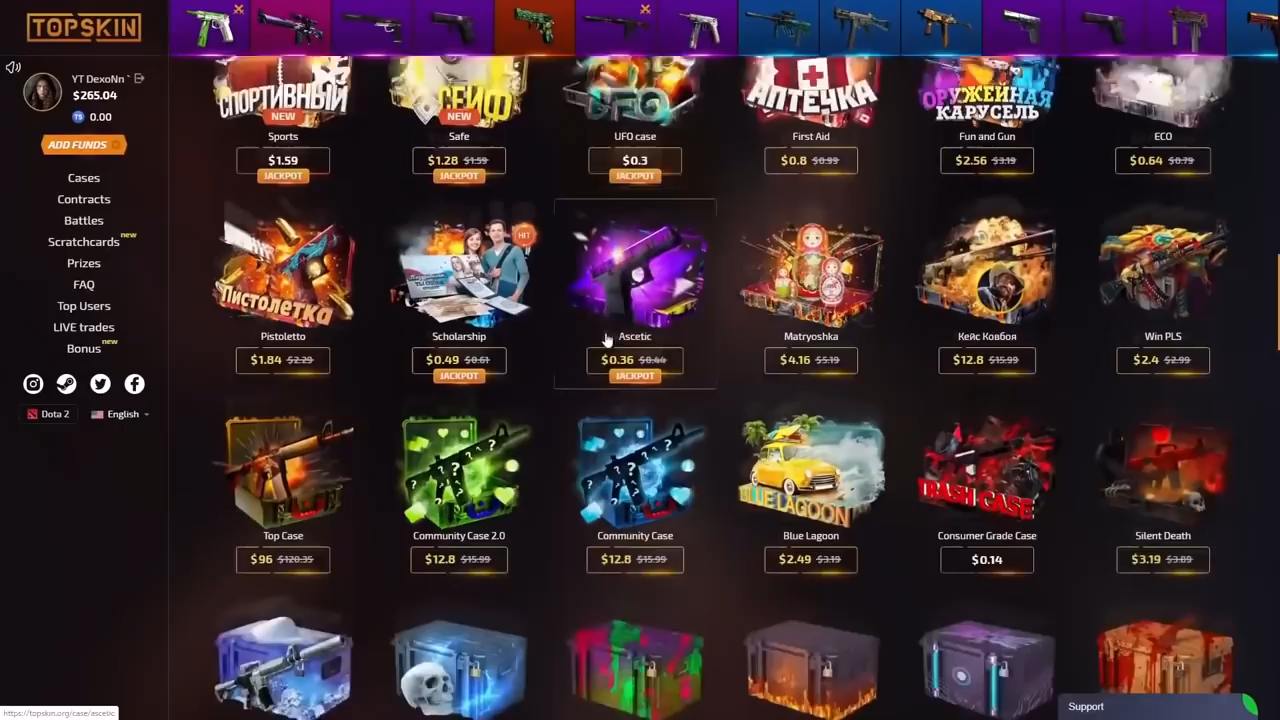 TOPSKIN
YT DexoNn `
$265.04
TS 0.00
ADD FUNDS
Cases
Contracts
Battles
Scratchcards new
Prizes
FAQ
Top Users
LIVE trades
Bonus new
Dota 2
English
СПОРТИВНЫЙ
NEW
Sports
$1.59
JACKPOT
СЕЙФ
NEW
Safe
$1.28 $1.59
JACKPOT
UFO
UFO case
$0.3
JACKPOT
АПТЕЧКА
First Aid
$0.8 $0.99
ОРУЖЕЙНАЯ
КАРУСЕЛЬ
Fun and Gun
$2.56 $3.19
ECO
$0.64 $0.79
Пистолетка
Pistoletto
$1.84 $2.29
HIT
Scholarship
$0.49 $0.61
JACKPOT
Ascetic
$0.36 $0.44
JACKPOT
Matryoshka
$4.16 $5.19
Кейс Ковбоя
$12.8 $15.99
Win PLS
$2.4 $2.99
Top Case
$96 $120.35
? ? ? ?
Community Case 2.0
$12.8 $15.99
? ? ? ?
Community Case
$12.8 $15.99
BLUE LAGOON
Blue Lagoon
$2.49 $3.19
TRASH CASE
Consumer Grade Case
$0.14
Silent Death
$3.19 $3.89
https://topskin.org/case/ascetic
Support